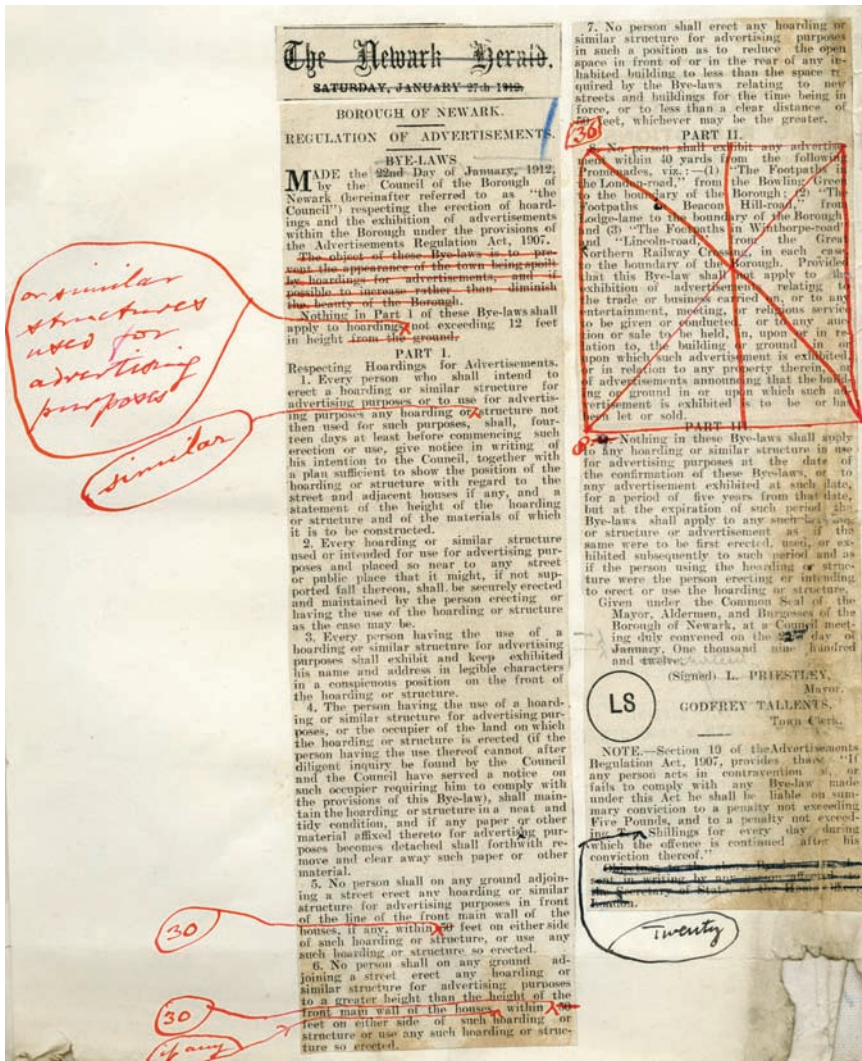 The Newark Herald.
SATURDAY, JANUARY 27th 1912.
BOROUGH OF NEWARK.
REGULATION OF ADVERTISEMENTS.
BYE-LAWS
MADE the 22nd Day of January, 1912,
by the Council of the Borough of
Newark (hereinafter referred to as "the
Council") respecting the erection of hoard-
ings and the exhibition of advertisements
within the Borough under the provisions of
the Advertisements Regulation Act, 1907.
The object of these Bye-laws is to pre-
vent the appearance of the town being spoilt
by hoardings for advertisements, and if
possible to increase rather than diminish
the beauty of the Borough.
Nothing in Part 1 of these Bye-laws shall
apply to hoardings not exceeding 12 feet
in height from the ground.
or similar
structures
used for
advertising
purposes
PART I.
Respecting Hoardings for Advertisements.
1. Every person who shall intend to
erect a hoarding or similar structure for
advertising purposes or to use for advertis-
ing purposes any hoarding or structure not
similar
then used for such purposes, shall, four-
teen days at least before commencing such
erection or use, give notice in writing of
his intention to the Council, together with
a plan sufficient to show the position of the
hoarding or structure with regard to the
street and adjacent houses if any, and a
statement of the height of the hoarding
or structure and of the materials of which
it is to be constructed.
2. Every hoarding or similar structure
used or intended for use for advertising pur-
poses and placed so near to any street
or public place that it might, if not sup-
ported fall thereon, shall be securely erected
and maintained by the person erecting or
having the use of the hoarding or structure
as the case may be.
3. Every person having the use of a
hoarding or similar structure for advertising
purposes shall exhibit and keep exhibited
his name and address in legible characters
in a conspicuous position on the front of
the hoarding or structure.
4. The person having the use of a hoard-
ing or similar structure for advertising pur-
poses, or the occupier of the land on which
the hoarding or structure is erected (if the
person having the use thereof cannot after
diligent inquiry be found by the Council
and the Council have served a notice on
such occupier requiring him to comply with
the provisions of this Bye-law), shall main-
tain the hoarding or structure in a neat and
tidy condition, and if any paper or other
material affixed thereto for advertising pur-
poses becomes detached shall forthwith re-
move and clear away such paper or other
material.
5. No person shall on any ground adjoin-
ing a street erect any hoarding or similar
structure for advertising purposes in front
of the line of the front main wall of the
houses, if any, within feet on either side
30
of such hoarding or structure, or use any
such hoarding or structure so erected.
6. No person shall on any ground ad-
joining a street erect any hoarding or
similar structure for advertising purposes
to a greater height than the height of the
front main wall of the houses within 50
30
if any
feet on either side of such hoarding or
structure or use any such hoarding or struc-
ture so erected.
7. No person shall erect any hoarding or
similar structure for advertising purposes
in such a position as to reduce the open
space in front of or in the rear of any in-
habited building to less than the space re-
quired by the Bye-laws relating to new
streets and buildings for the time being in
force, or to less than a clear distance of
feet, whichever may be the greater.
36
PART II.
8. No person shall exhibit any advertise-
ment within 40 yards from the following
Promenades, viz.:—(1) "The Footpaths in
the London-road," from the Bowling Green
to the boundary of the Borough; (2) "The
Footpaths Beacon Hill-road," from
Lodge-lane to the boundary of the Borough
and (3) "The Footpaths in Winthorpe-road"
and "Lincoln-road," from the Great
Northern Railway Crossing, in each case
to the boundary of the Borough. Provided
that this Bye-law shall not apply to the
exhibition of advertisements relating to
the trade or business carried on, or to any
entertainment, meeting, or religious service
to be given or conducted or to any auc-
tion or sale to be held, in, upon or in re-
lation to, the building or ground in or
upon which such advertisement is exhibited
or in relation to any property therein, or
of advertisements announcing that the build-
ing or ground in or upon which such ad-
vertisement is exhibited is to be or has
been let or sold.
PART II
8 Nothing in these Bye-laws shall apply
to any hoarding or similar structure in use
for advertising purposes at the date of
the confirmation of these Bye-laws, or to
any advertisement exhibited at such date,
for a period of five years from that date,
but at the expiration of such period the
Bye-laws shall apply to any such
or structure or advertisement as if the
same were to be first erected, used, or ex-
hibited subsequently to such period and as
if the person using the hoarding or struc-
ture were the person erecting or intending
to erect or use the hoarding or structure.
Given under the Common Seal of the
Mayor, Aldermen, and Burgesses of the
Borough of Newark, at a Council meet-
ing duly convened on the 22nd day of
January, One thousand nine hundred
and twelve.
(Signed) L. PRIESTLEY,
Mayor.
LS
GODFREY TALLENTS,
Town Clerk.
NOTE.—Section 19 of the Advertisements
Regulation Act, 1907, provides that "If
any person acts in contravention of, or
fails to comply with any Bye-law made
under this Act he shall be liable on sum-
mary conviction to a penalty not exceeding
Five Pounds, and to a penalty not exceed-
ing Shillings for every day during
which the offence is continued after his
conviction thereof."
Twenty
sent in writing by any person
the Secretary of State at the Home Office
London.